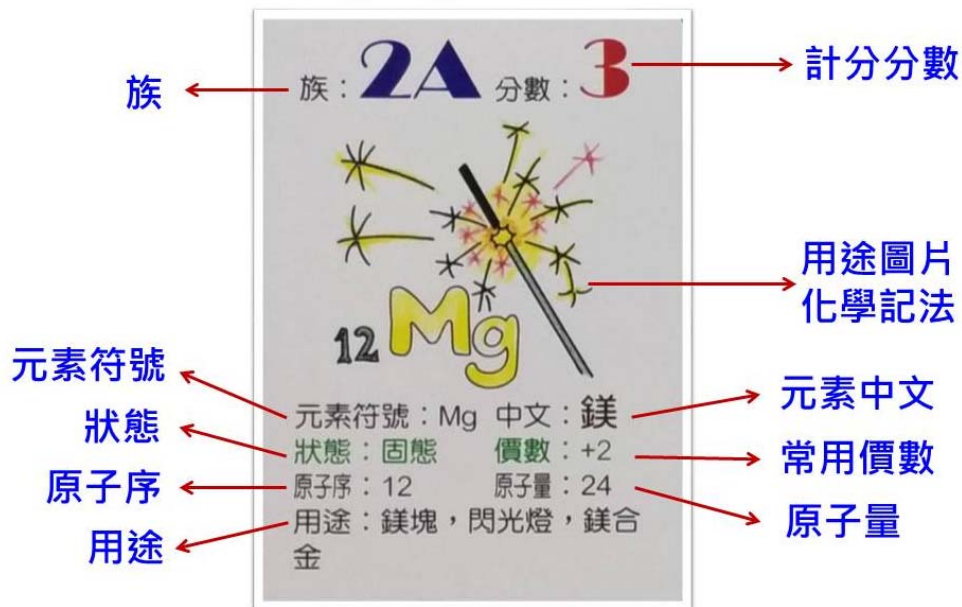 族
族：2A 分數：3
計分分數
12 Mg
用途圖片
化學記法
元素符號
元素符號：Mg 中文：鎂
元素中文
狀態
狀態：固態 價數：+2
常用價數
原子序
原子序：12 原子量：24
原子量
用途
用途：鎂塊，閃光燈，鎂合
金